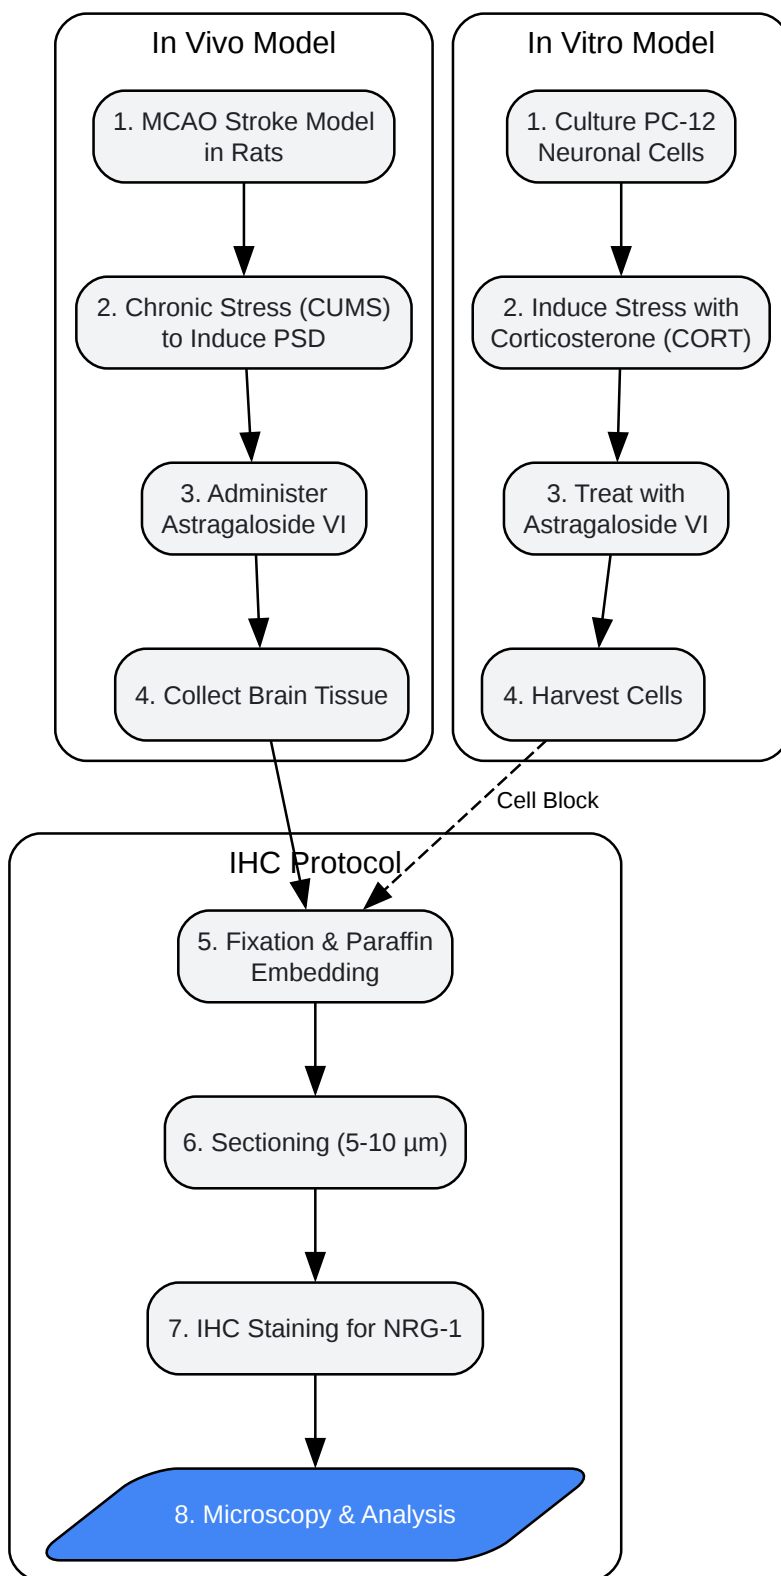 In Vivo Model
1. MCAO Stroke Model
in Rats
2. Chronic Stress (CUMS)
to Induce PSD
3. Administer
Astragaloside VI
4. Collect Brain Tissue
In Vitro Model
1. Culture PC-12
Neuronal Cells
2. Induce Stress with
Corticosterone (CORT)
3. Treat with
Astragaloside VI
4. Harvest Cells
Cell Block
IHC Protocol
5. Fixation & Paraffin
Embedding
6. Sectioning (5-10 µm)
7. IHC Staining for NRG-1
8. Microscopy & Analysis